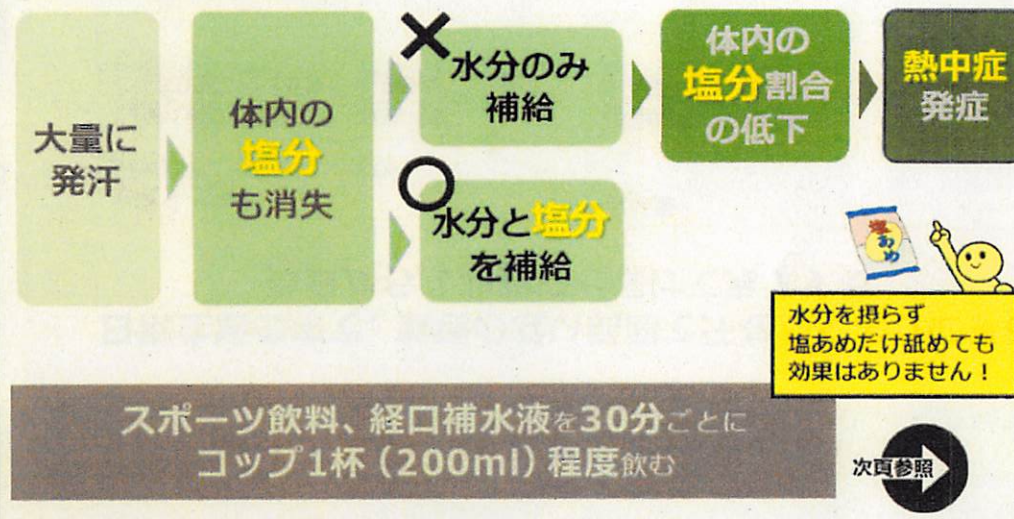 大量に
発汗
体内の
塩分
も消失
×
水分のみ
補給
体内の
塩分割合
の低下
熱中症
発症
○
水分と塩分
を補給
塩あめ
水分を摂らず
塩あめだけ舐めても
効果はありません！
スポーツ飲料、経口補水液を30分ごとに
コップ1杯（200ml）程度飲む
次頁参照